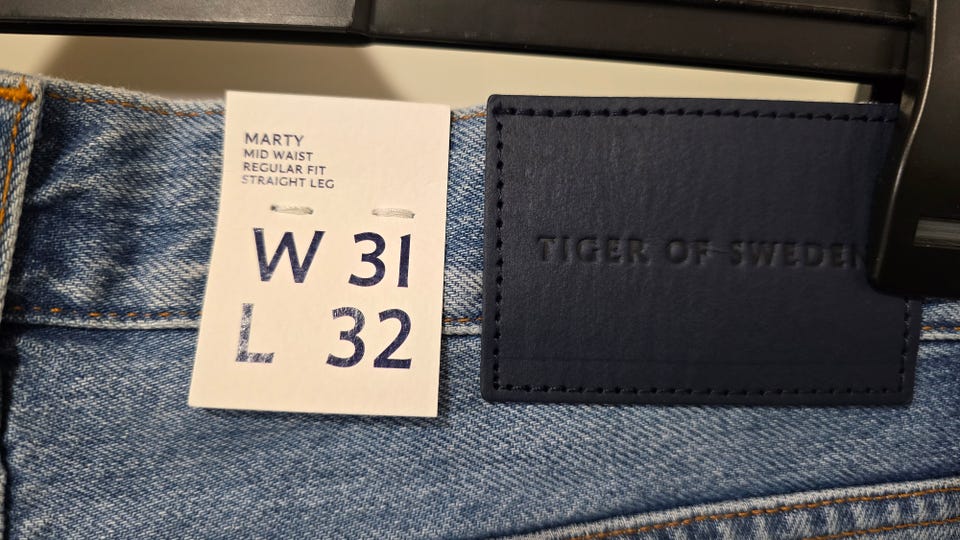 MARTY
MID WAIST
REGULAR FIT
STRAIGHT LEG
W 31
L 32
TIGER OF SWEDEN